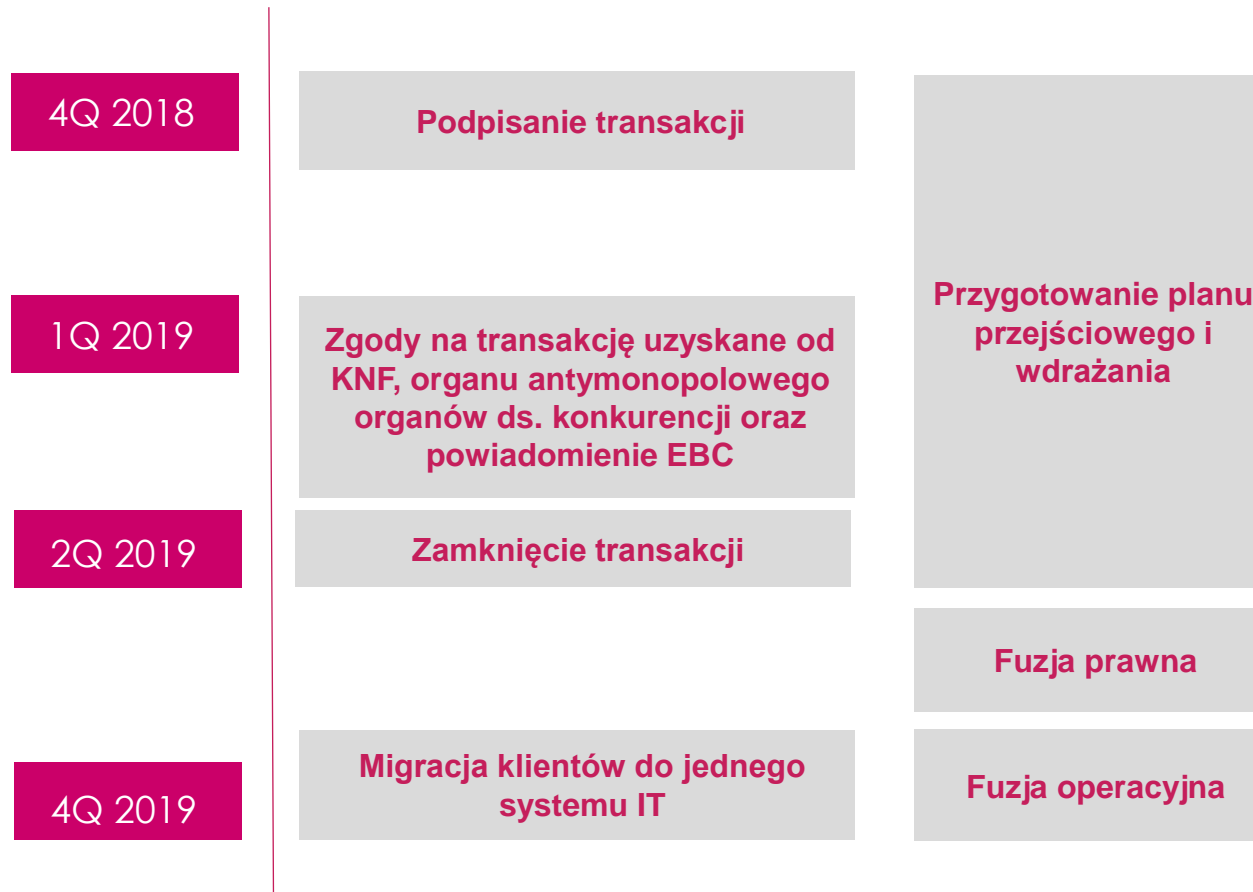 4Q 2018
Podpisanie transakcji
1Q 2019
Zgody na transakcję uzyskane od
KNF, organu antymonopolowego
organów ds. konkurencji oraz
powiadomienie EBC
Przygotowanie planu
przejściowego i
wdrażania
2Q 2019
Zamknięcie transakcji
Fuzja prawna
4Q 2019
Migracja klientów do jednego
systemu IT
Fuzja operacyjna